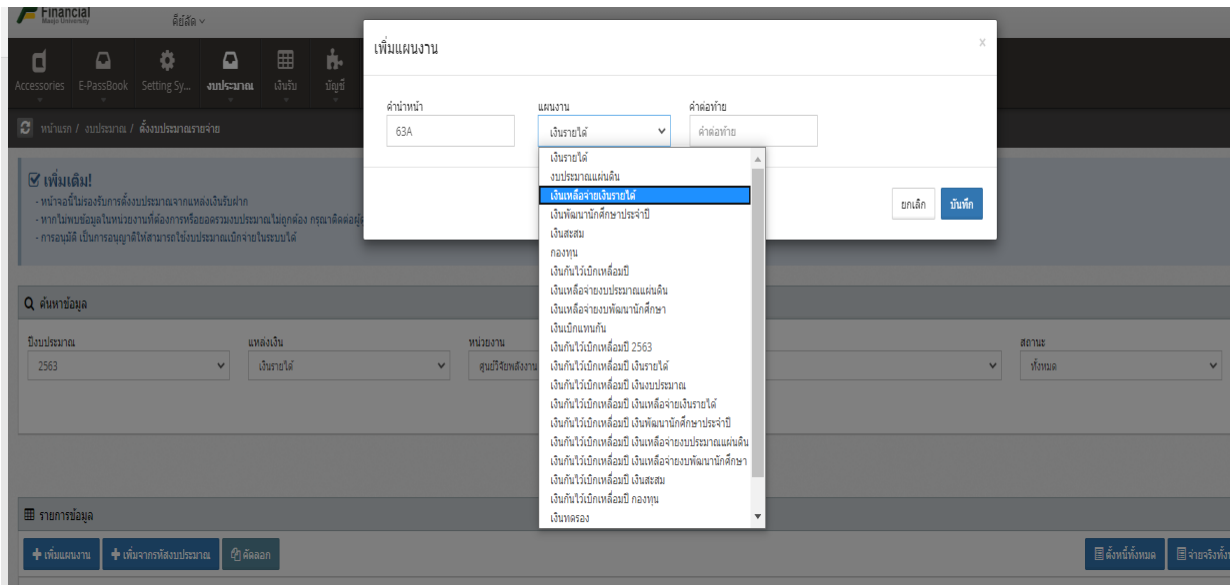 Financial
Maejo University
คีย์ลัด
Accessories E-PassBook Setting Sy... งบประมาณ เงินรับ บัญชี
หน้าแรก / งบประมาณ / ตั้งงบประมาณรายจ่าย
เพิ่มแผนงาน x
คำนำหน้า แผนงาน คำต่อท้าย
63A เงินรายได้ คำต่อท้าย
เงินรายได้
งบประมาณแผ่นดิน
เงินเหลือจ่ายเงินรายได้
เงินพัฒนานักศึกษาประจำปี
เงินสะสม
กองทุน
เงินกันไว้เบิกเหลื่อมปี
เงินเหลือจ่ายงบประมาณแผ่นดิน
เงินเหลือจ่ายงบพัฒนานักศึกษา
เงินเบิกแทนกัน
เงินกันไว้เบิกเหลื่อมปี 2563
เงินกันไว้เบิกเหลื่อมปี เงินรายได้
เงินกันไว้เบิกเหลื่อมปี เงินงบประมาณ
เงินกันไว้เบิกเหลื่อมปี เงินเหลือจ่ายเงินรายได้
เงินกันไว้เบิกเหลื่อมปี เงินพัฒนานักศึกษาประจำปี
เงินกันไว้เบิกเหลื่อมปี เงินเหลือจ่ายงบประมาณแผ่นดิน
เงินกันไว้เบิกเหลื่อมปี เงินเหลือจ่ายงบพัฒนานักศึกษา
เงินกันไว้เบิกเหลื่อมปี เงินสะสม
เงินกันไว้เบิกเหลื่อมปี กองทุน
เงินทดรอง
ยกเลิก บันทึก
เพิ่มเติม!
- หน้าจอนี้ไม่รองรับการตั้งงบประมาณจากแหล่งเงินรับฝาก
- หากไม่พบข้อมูลในหน่วยงานที่ต้องการหรือยอดรวมงบประมาณไม่ถูกต้อง กรุณาติดต่อผู้
- การอนุมัติ เป็นการอนุญาติให้สามารถใช้งบประมาณเบิกจ่ายในระบบได้
ค้นหาข้อมูล
ปีงบประมาณ แหล่งเงิน หน่วยงาน สถานะ
2563 เงินรายได้ ศูนย์วิจัยพลังงาน ทั้งหมด
รายการข้อมูล
เพิ่มแผนงาน เพิ่มจากรหัสงบประมาณ คัดลอก ตั้งหนี้ทั้งหมด จ่ายจริงทั้ง